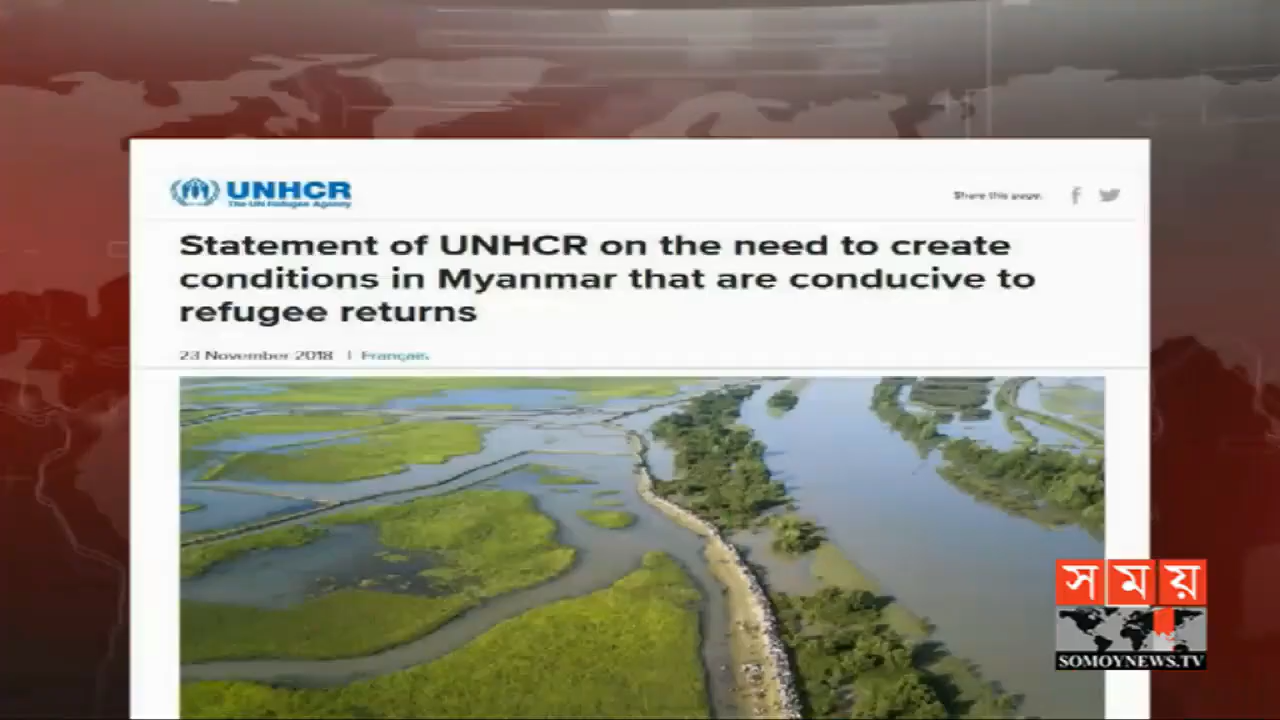 UNHCR
The UN Refugee Agency
Share this page:
Statement of UNHCR on the need to create
conditions in Myanmar that are conducive to
refugee returns
23 November 2018 | Français
সময়
SOMOYNEWS.TV